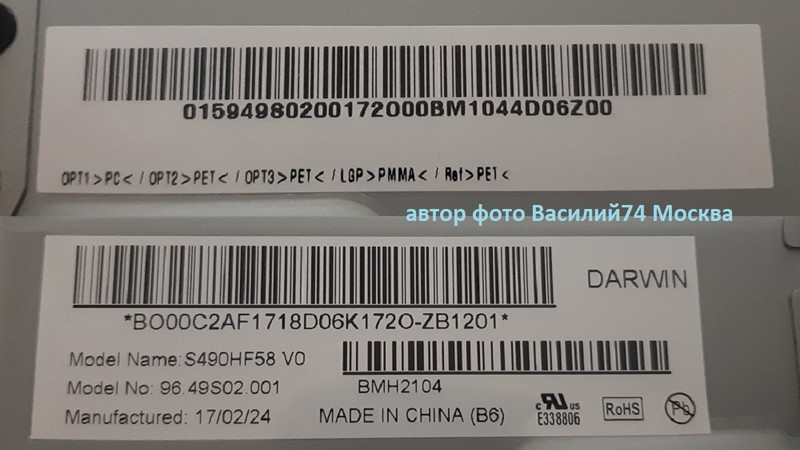 01594980200172000BM1044D06Z00
OPT1>PC< / OPT2>PET< / OPT3>PET< / LGP>PMMA< / Ref>PET<
автор фото Василий74 Москва
DARWIN
*BO00C2AF1718D06K172O-ZB1201*
Model Name: S490HF58 V0
Model No: 96.49S02.001 BMH2104
Manufactured: 17/02/24 MADE IN CHINA (B6) c RU us E338806 RoHS Pb